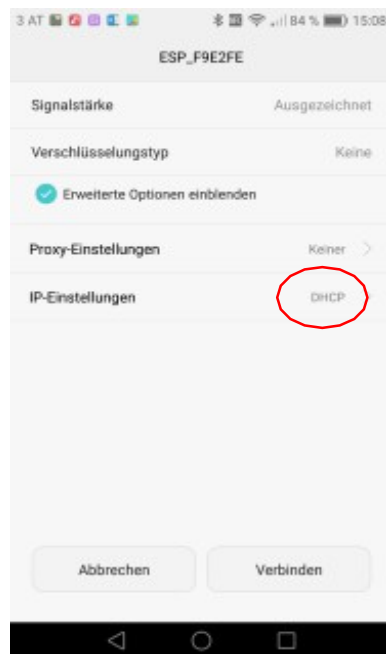 3 AT 84 % 15:08
ESP_F9E2FE
Signalstärke Ausgezeichnet
Verschlüsselungstyp Keine
Erweiterte Optionen einblenden
Proxy-Einstellungen Keiner
IP-Einstellungen DHCP
Abbrechen Verbinden